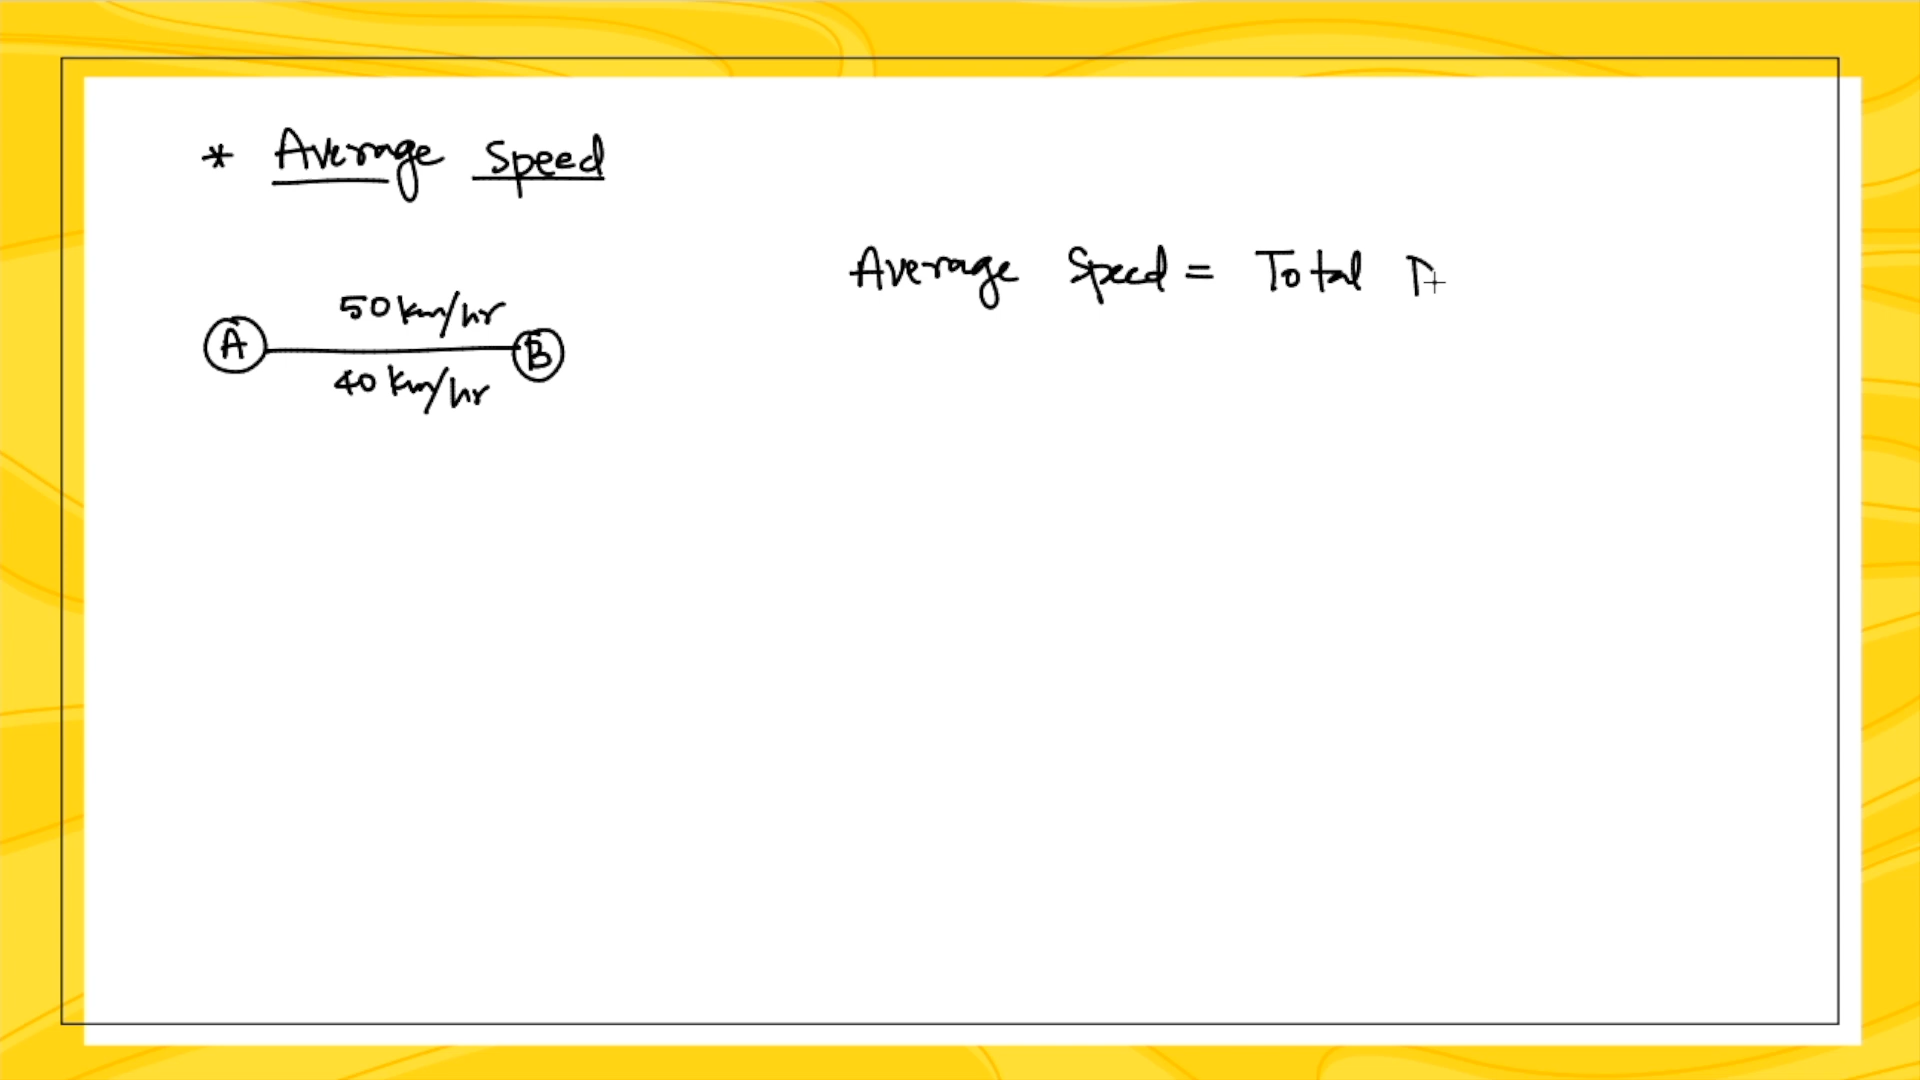 * Average Speed
Average Speed = Total
50 km/hr
A B
40 km/hr